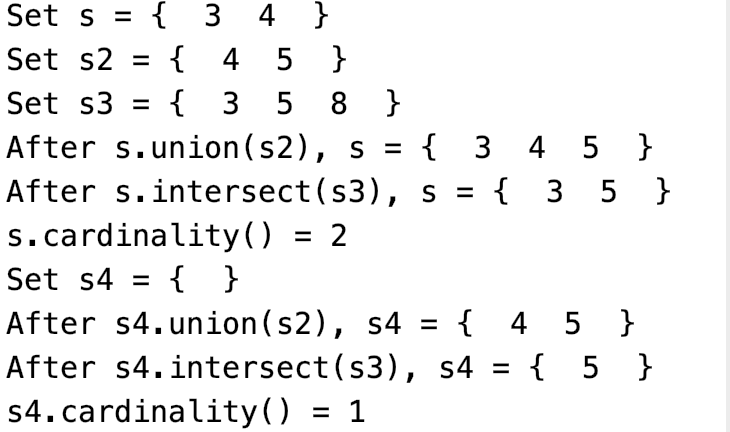 Set s = {  3  4  }
Set s2 = {  4  5  }
Set s3 = {  3  5  8  }
After s.union(s2), s = {  3  4  5  }
After s.intersect(s3), s = {  3  5  }
s.cardinality() = 2
Set s4 = {  }
After s4.union(s2), s4 = {  4  5  }
After s4.intersect(s3), s4 = {  5  }
s4.cardinality() = 1